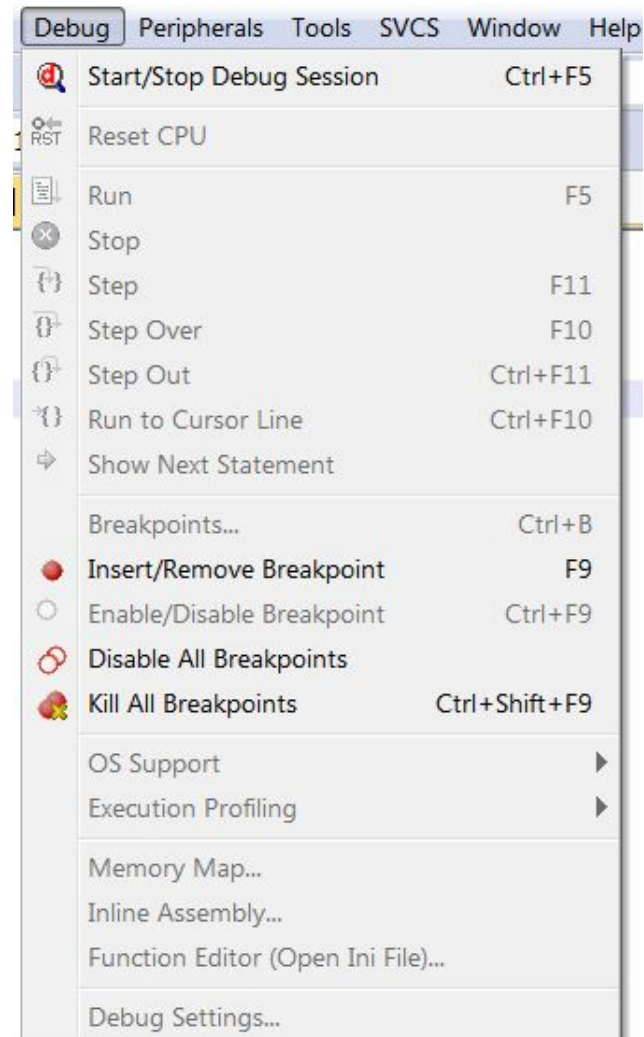 Debug Peripherals Tools SVCS Window Help
Start/Stop Debug Session Ctrl+F5
RST Reset CPU
Run F5
Stop
Step F11
Step Over F10
Step Out Ctrl+F11
Run to Cursor Line Ctrl+F10
Show Next Statement
Breakpoints... Ctrl+B
Insert/Remove Breakpoint F9
Enable/Disable Breakpoint Ctrl+F9
Disable All Breakpoints
Kill All Breakpoints Ctrl+Shift+F9
OS Support
Execution Profiling
Memory Map...
Inline Assembly...
Function Editor (Open Ini File)...
Debug Settings...